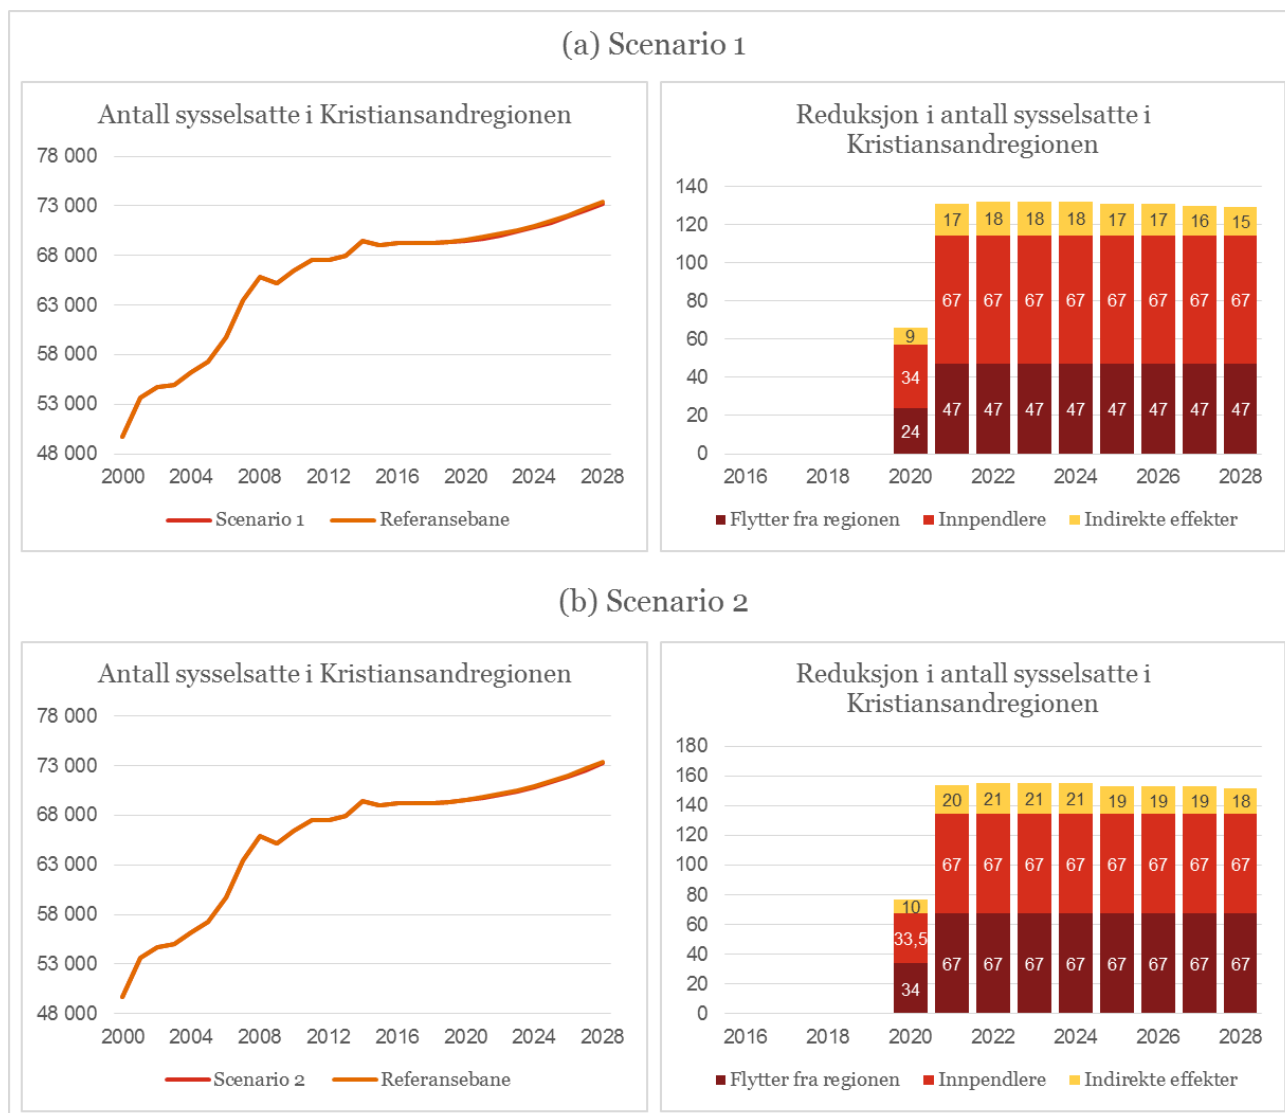 (a) Scenario 1
Antall sysselsatte i Kristiansandregionen
78 000
73 000
68 000
63 000
58 000
53 000
48 000
2000 2004 2008 2012 2016 2020 2024 2028
Scenario 1 Referansebane
Reduksjon i antall sysselsatte i
Kristiansandregionen
140
120
100
80
60
40
20
0
9 17 18 18 18 17 17 16 15
34 67 67 67 67 67 67 67 67
24 47 47 47 47 47 47 47 47
2016 2018 2020 2022 2024 2026 2028
Flytter fra regionen Innpendlere Indirekte effekter
(b) Scenario 2
Antall sysselsatte i Kristiansandregionen
78 000
73 000
68 000
63 000
58 000
53 000
48 000
2000 2004 2008 2012 2016 2020 2024 2028
Scenario 2 Referansebane
Reduksjon i antall sysselsatte i
Kristiansandregionen
180
160
140
120
100
80
60
40
20
0
10 20 21 21 21 19 19 19 18
33,5 67 67 67 67 67 67 67 67
34 67 67 67 67 67 67 67 67
2016 2018 2020 2022 2024 2026 2028
Flytter fra regionen Innpendlere Indirekte effekter